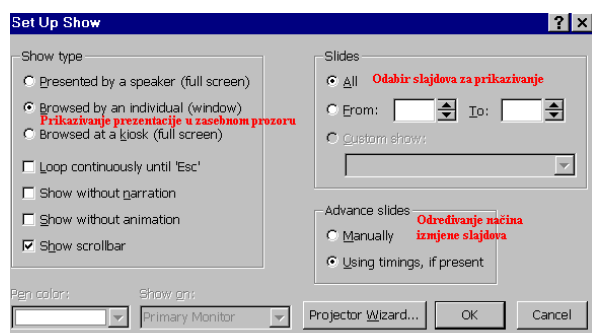 Set Up Show
Show type
Presented by a speaker (full screen)
Browsed by an individual (window)
Prikazivanje prezentacije u zasebnom prozoru
Browsed at a kiosk (full screen)
Loop continuously until 'Esc'
Show without narration
Show without animation
Show scrollbar
Pen color:
Show on:
Primary Monitor
Slides
All
Odabir slajdova za prikazivanje
From:
To:
Custom show:
Advance slides
Određivanje načina
izmjene slajdova
Manually
Using timings, if present
Projector Wizard...
OK
Cancel